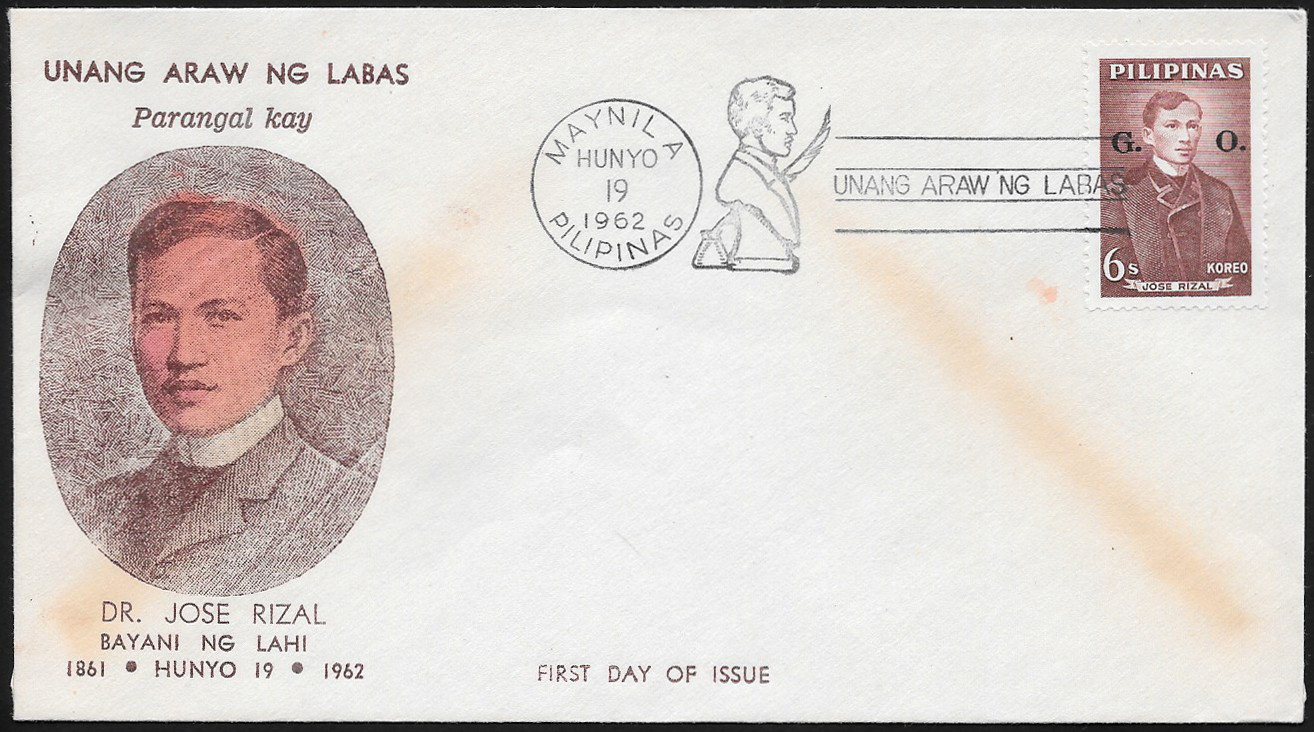 UNANG ARAW NG LABAS
Parangal kay
DR. JOSE RIZAL
BAYANI NG LAHI
1861 • HUNYO 19 • 1962
MAYNILA
HUNYO
19
1962
PILIPINAS
UNANG ARAW NG LABAS
PILIPINAS
G. O.
6s KOREO
JOSE RIZAL
FIRST DAY OF ISSUE